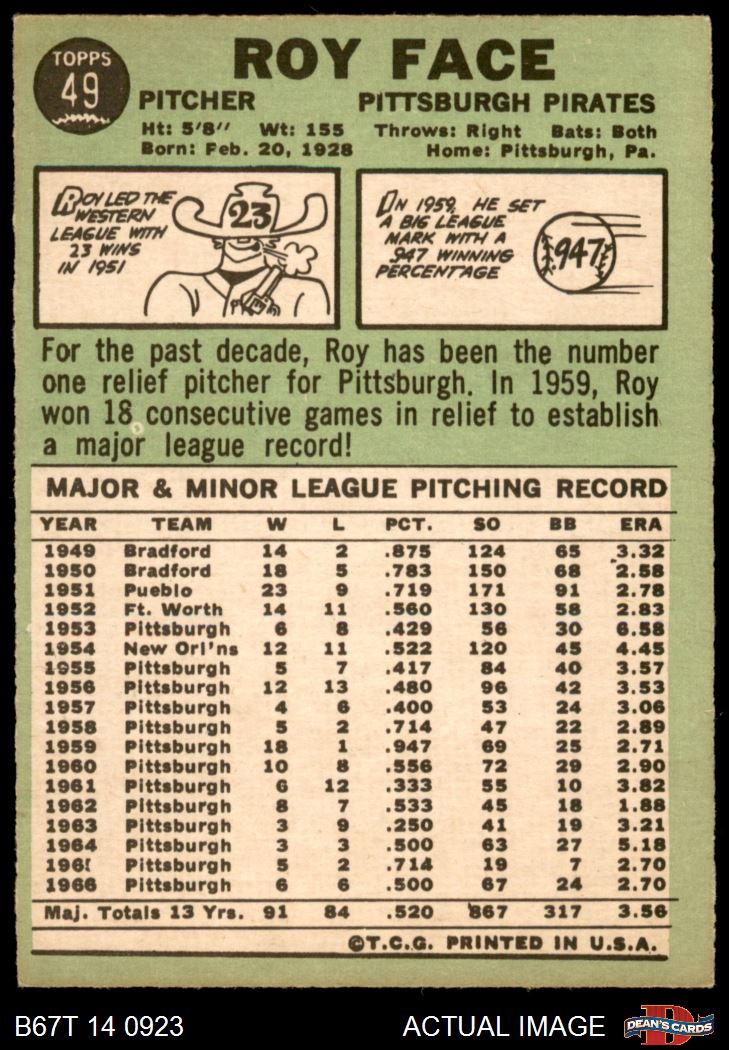 TOPPS
49
ROY FACE
PITCHER PITTSBURGH PIRATES
Ht: 5'8" Wt: 155 Throws: Right Bats: Both
Born: Feb. 20, 1928 Home: Pittsburgh, Pa.
ROY LED THE
WESTERN
LEAGUE WITH
23 WINS
IN 1951
23
IN 1959, HE SET
A BIG LEAGUE
MARK WITH A
.947 WINNING
PERCENTAGE
.947
For the past decade, Roy has been the number
one relief pitcher for Pittsburgh. In 1959, Roy
won 18 consecutive games in relief to establish
a major league record!
MAJOR & MINOR LEAGUE PITCHING RECORD
YEAR TEAM W L PCT. SO BB ERA
1949 Bradford 14 2 .875 124 65 3.32
1950 Bradford 18 5 .783 150 68 2.58
1951 Pueblo 23 9 .719 171 91 2.78
1952 Ft. Worth 14 11 .560 130 58 2.83
1953 Pittsburgh 6 8 .429 56 30 6.58
1954 New Orl'ns 12 11 .522 120 45 4.45
1955 Pittsburgh 5 7 .417 84 40 3.57
1956 Pittsburgh 12 13 .480 96 42 3.53
1957 Pittsburgh 4 6 .400 53 24 3.06
1958 Pittsburgh 5 2 .714 47 22 2.89
1959 Pittsburgh 18 1 .947 69 25 2.71
1960 Pittsburgh 10 8 .556 72 29 2.90
1961 Pittsburgh 6 12 .333 55 10 3.82
1962 Pittsburgh 8 7 .533 45 18 1.88
1963 Pittsburgh 3 9 .250 41 19 3.21
1964 Pittsburgh 3 3 .500 63 27 5.18
Pittsburgh 5 2 .714 19 7 2.70
1966 Pittsburgh 6 6 .500 67 24 2.70
Maj. Totals 13 Yrs. 91 84 .520 867 317 3.56
©T.C.G. PRINTED IN U.S.A.
B67T 14 0923 ACTUAL IMAGE
D
DEAN'S CARDS